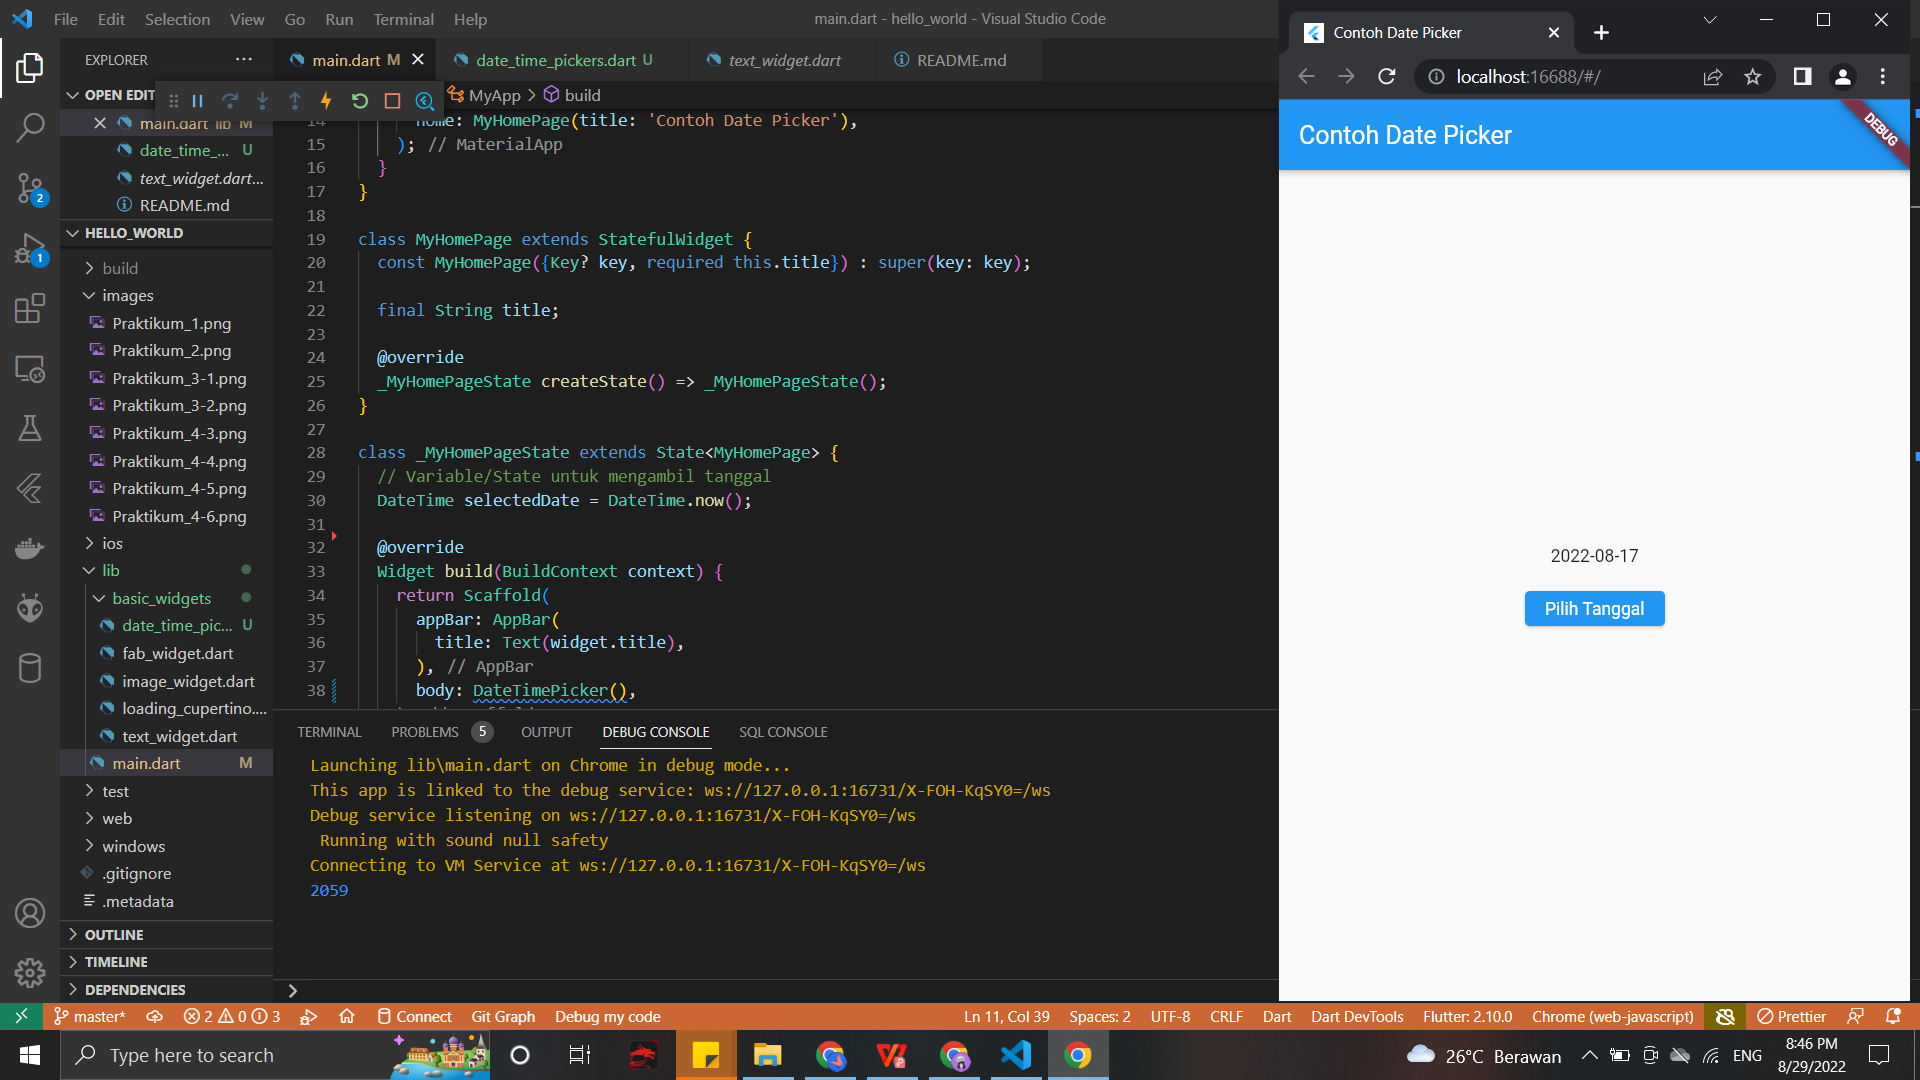 File Edit Selection View Go Run Terminal Help
main.dart - hello_world - Visual Studio Code
EXPLORER
OPEN EDIT
main.dart lib M
date_time_... U
text_widget.dart...
README.md
HELLO_WORLD
build
images
Praktikum_1.png
Praktikum_2.png
Praktikum_3-1.png
Praktikum_3-2.png
Praktikum_4-3.png
Praktikum_4-4.png
Praktikum_4-5.png
Praktikum_4-6.png
ios
lib
basic_widgets
date_time_pic... U
fab_widget.dart
image_widget.dart
loading_cupertino....
text_widget.dart
main.dart M
test
web
windows
.gitignore
.metadata
OUTLINE
TIMELINE
DEPENDENCIES
2
1
main.dart M
date_time_pickers.dart U
text_widget.dart
README.md
MyApp > build
14 home: MyHomePage(title: 'Contoh Date Picker'),
15 ); // MaterialApp
16 }
17 }
18
19 class MyHomePage extends StatefulWidget {
20 const MyHomePage({Key? key, required this.title}) : super(key: key);
21
22 final String title;
23
24 @override
25 _MyHomePageState createState() => _MyHomePageState();
26 }
27
28 class _MyHomePageState extends State<MyHomePage> {
29 // Variable/State untuk mengambil tanggal
30 DateTime selectedDate = DateTime.now();
31
32 @override
33 Widget build(BuildContext context) {
34 return Scaffold(
35 appBar: AppBar(
36 title: Text(widget.title),
37 ), // AppBar
38 body: DateTimePicker(),
TERMINAL PROBLEMS 5 OUTPUT DEBUG CONSOLE SQL CONSOLE
Launching lib\main.dart on Chrome in debug mode...
This app is linked to the debug service: ws://127.0.0.1:16731/X-FOH-KqSY0=/ws
Debug service listening on ws://127.0.0.1:16731/X-FOH-KqSY0=/ws
Running with sound null safety
Connecting to VM Service at ws://127.0.0.1:16731/X-FOH-KqSY0=/ws
2059
Contoh Date Picker
localhost:16688/#/
Contoh Date Picker
DEBUG
2022-08-17
Pilih Tanggal
master* 2 0 3 Connect Git Graph Debug my code
Ln 11, Col 39 Spaces: 2 UTF-8 CRLF Dart Dart DevTools Flutter: 2.10.0 Chrome (web-javascript) Prettier
Type here to search
26°C Berawan
ENG
8:46 PM
8/29/2022